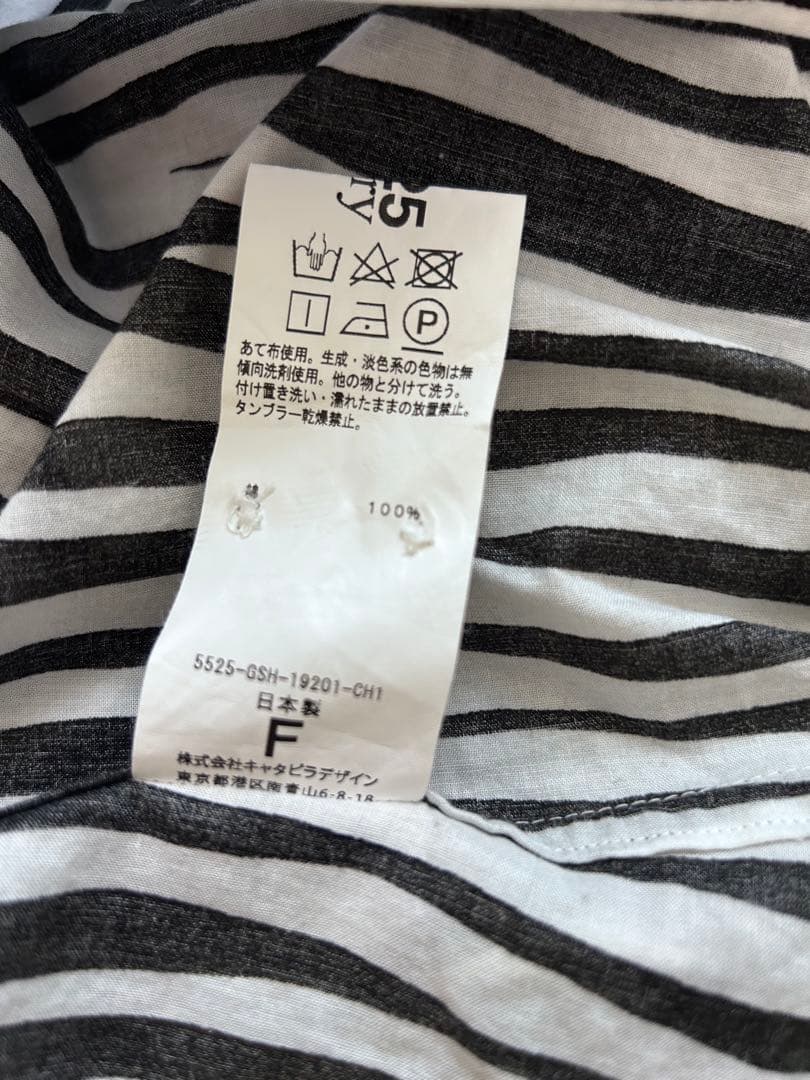 25
ry
P
あて布使用。生成・淡色系の色物は無
傾向洗剤使用。他の物と分けて洗う。
付け置き洗い・濡れたままの放置禁止。
タンブラー乾燥禁止。
綿 100%
5525-GSH-19201-CH1
日本製
F
株式会社キャタピラデザイン
東京都港区南青山6-8-18